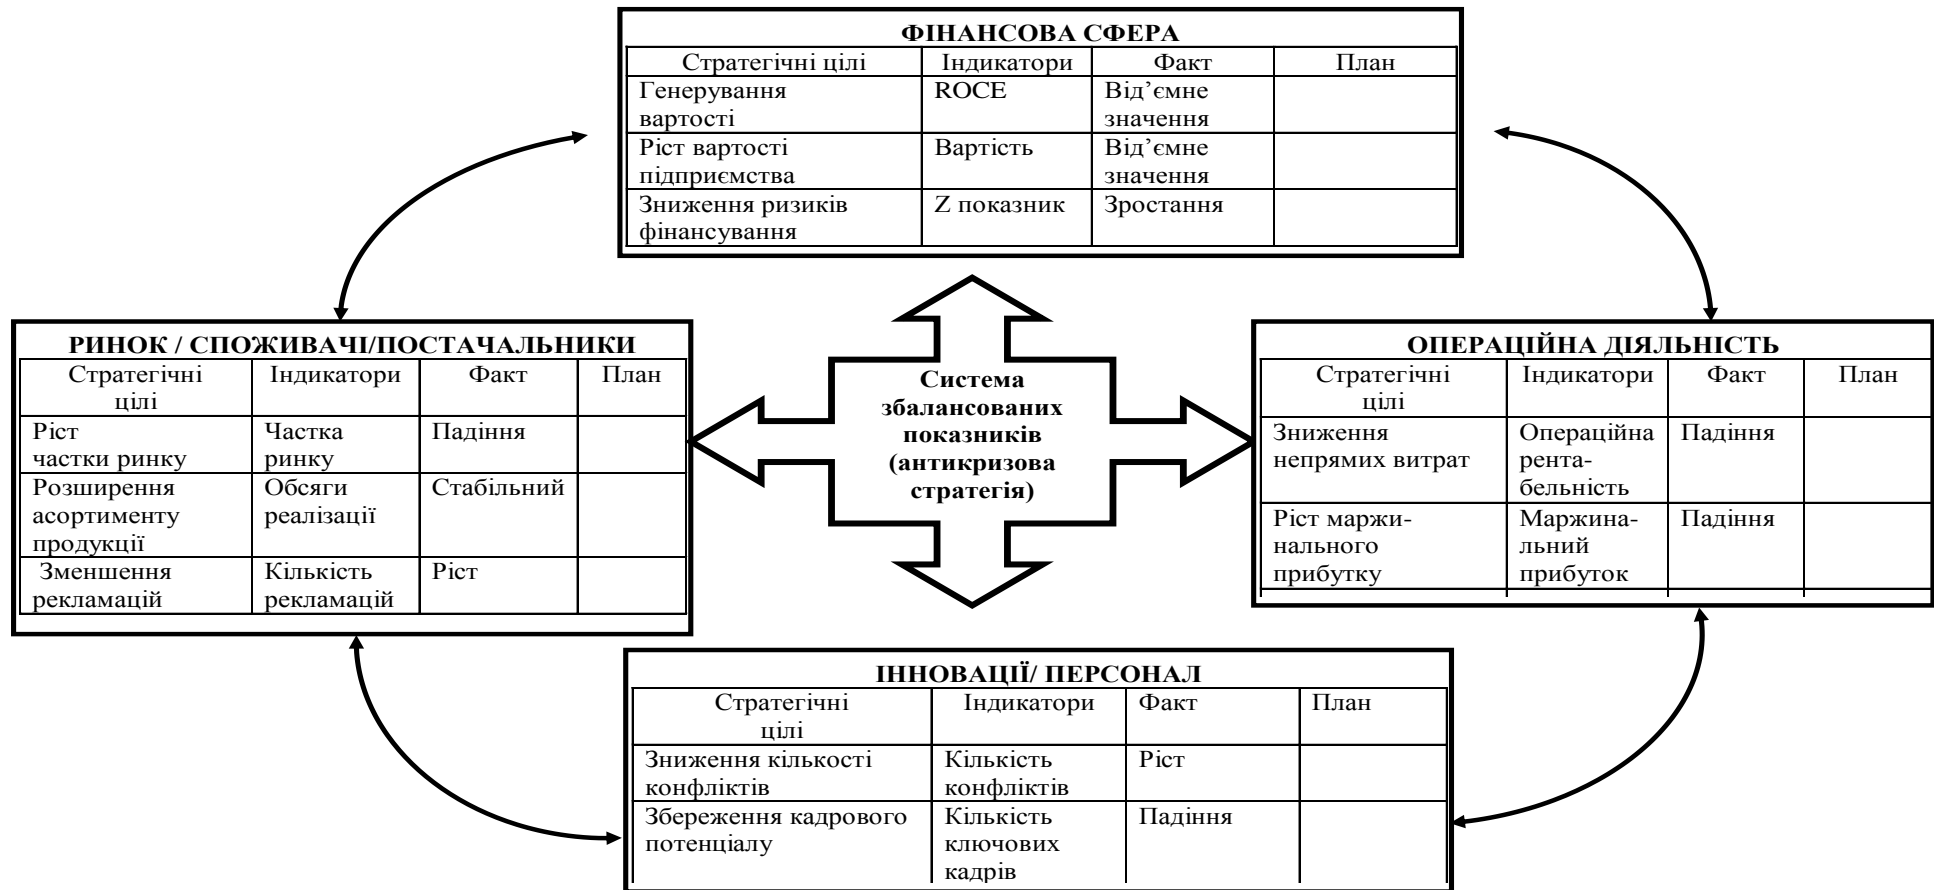 ФІНАНСОВА СФЕРА
Стратегічні цілі Індикатори Факт План
Генерування ROCE Від’ємне
вартості значення
Ріст вартості Вартість Від’ємне
підприємства значення
Зниження ризиків Z показник Зростання
фінансування
РИНОК / СПОЖИВАЧІ/ПОСТАЧАЛЬНИКИ
Стратегічні Індикатори Факт План
цілі
Ріст Частка Падіння
частки ринку ринку
Розширення Обсяги Стабільний
асортименту реалізації
продукції
Зменшення Кількість Ріст
рекламацій рекламацій
Система
збалансованих
показників
(антикризова
стратегія)
ОПЕРАЦІЙНА ДІЯЛЬНІСТЬ
Стратегічні Індикатори Факт План
цілі
Зниження Операційна Падіння
непрямих витрат рента-
бельність
Ріст маржи- Маржина- Падіння
нального льний
прибутку прибуток
ІННОВАЦІЇ/ ПЕРСОНАЛ
Стратегічні Індикатори Факт План
цілі
Зниження кількості Кількість Ріст
конфліктів конфліктів
Збереження кадрового Кількість Падіння
потенціалу ключових
кадрів